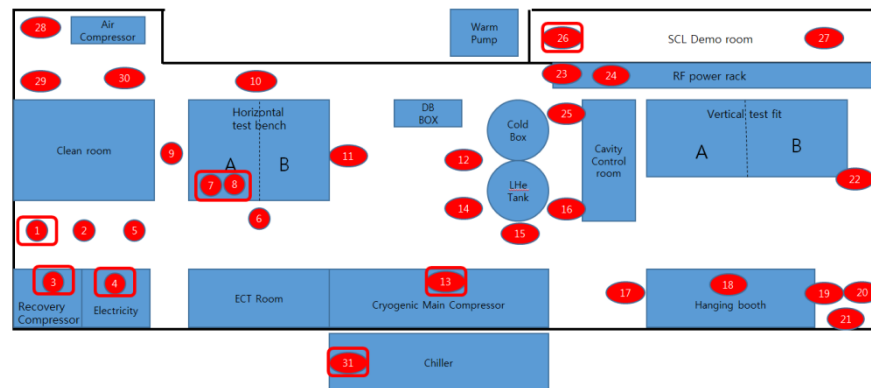 28
Air
Compressor
Warm
Pump
26
SCL Demo room
27
29
30
10
23
24
RF power rack
Clean room
9
Horizontal
test bench
A
B
7
8
11
DB
BOX
Cold
Box
12
25
Cavity
Control
room
Vertical test fit
A
B
22
LHe
Tank
14
16
15
1
2
5
6
3
Recovery
Compressor
4
Electricity
ECT Room
13
Cryogenic Main Compressor
17
18
Hanging booth
19
20
21
31
Chiller